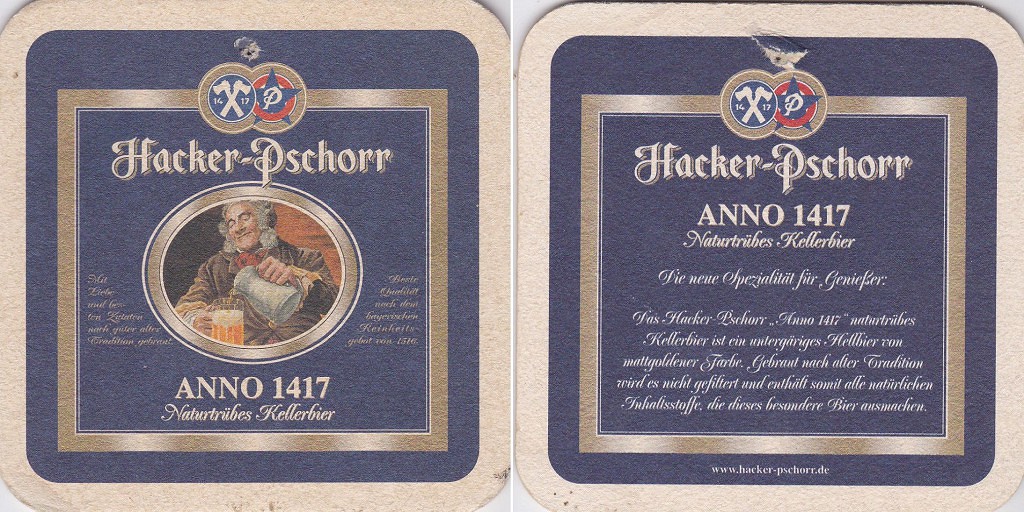 14 17 P
Hacker-Pschorr
Mit
Liebe
und bes-
ten Zutaten
nach guter alter
Tradition gebraut.
Beste
Qualität
nach dem
bayerischen
Reinheits-
gebot von 1516.
ANNO 1417
Naturtrübes Kellerbier
14 17 P
Hacker-Pschorr
ANNO 1417
Naturtrübes Kellerbier
Die neue Spezialität für Genießer:
Das Hacker-Pschorr „Anno 1417“ naturtrübes
Kellerbier ist ein untergäriges Hellbier von
mattgoldener Farbe. Gebraut nach alter Tradition
wird es nicht gefiltert und enthält somit alle natürlichen
Inhaltsstoffe, die dieses besondere Bier ausmachen.
www.hacker-pschorr.de